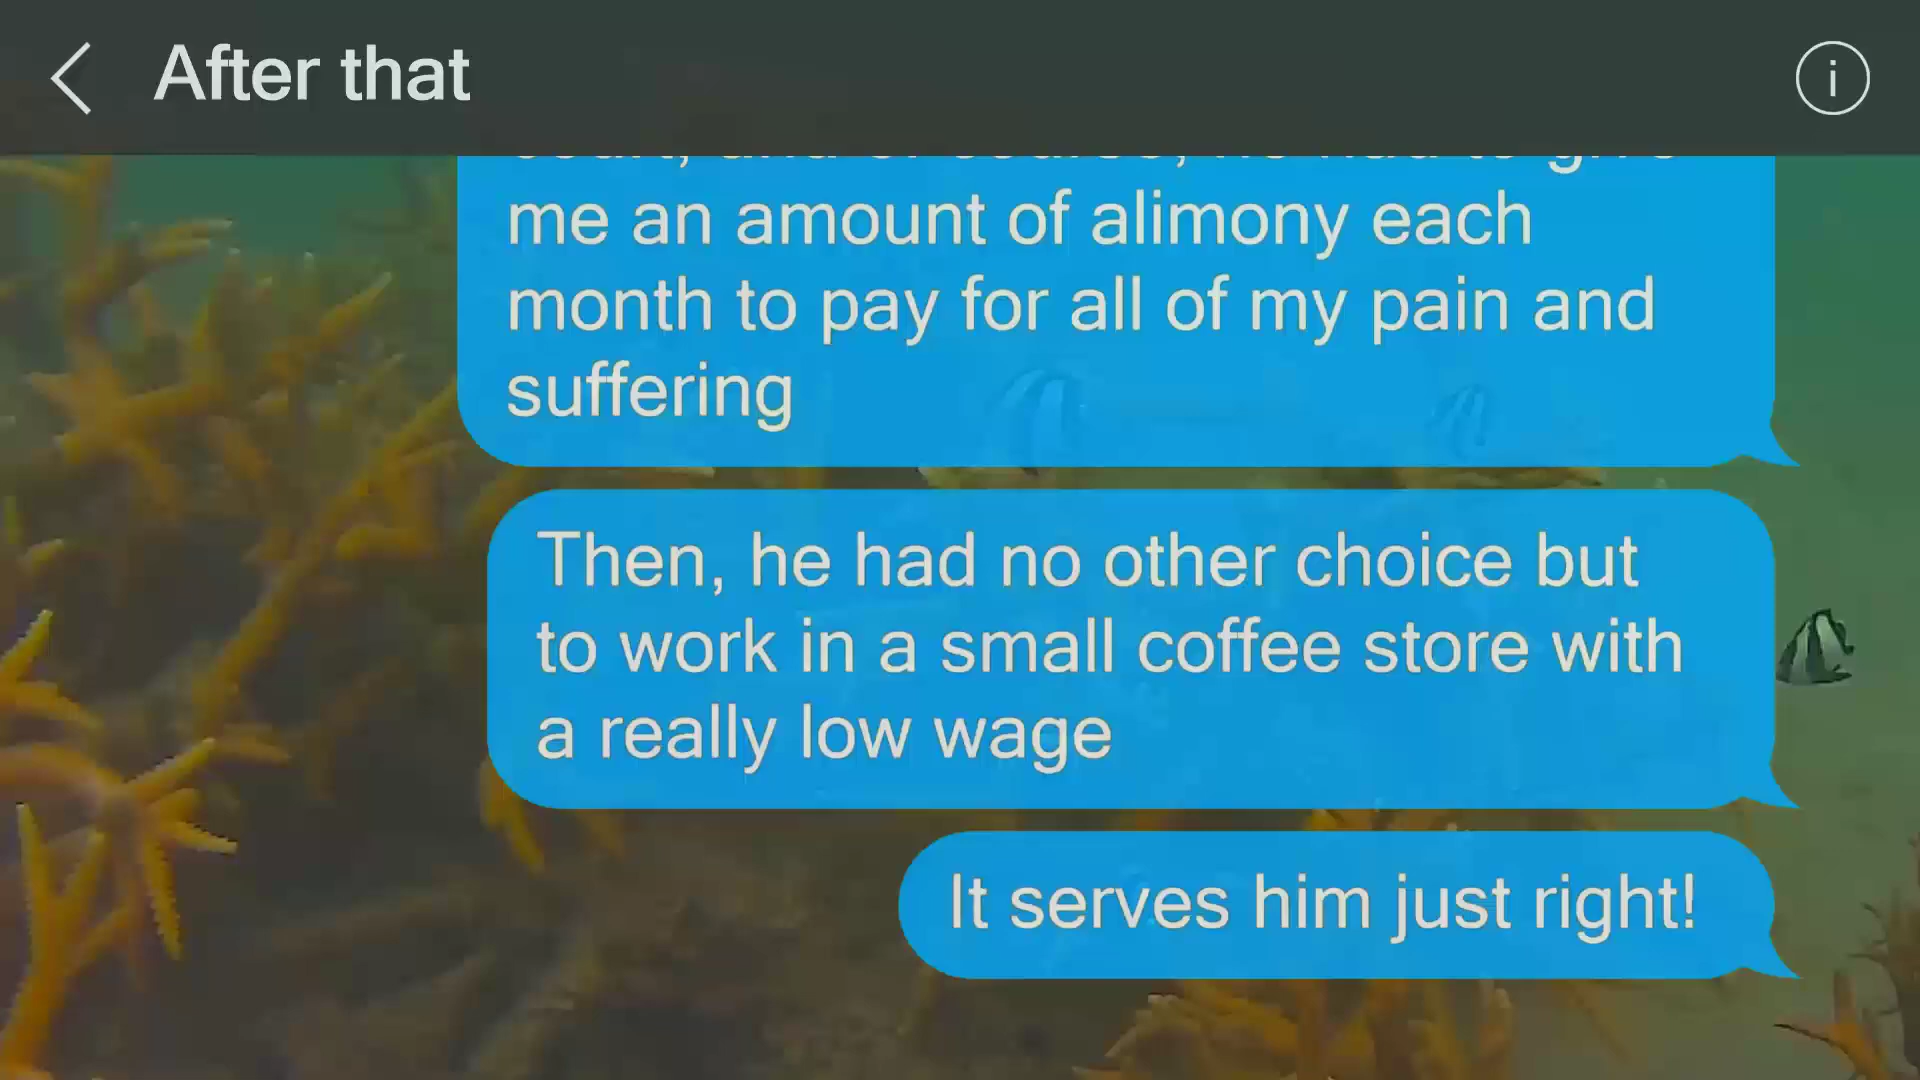 After that
me an amount of alimony each
month to pay for all of my pain and
suffering
Then, he had no other choice but
to work in a small coffee store with
a really low wage
It serves him just right!